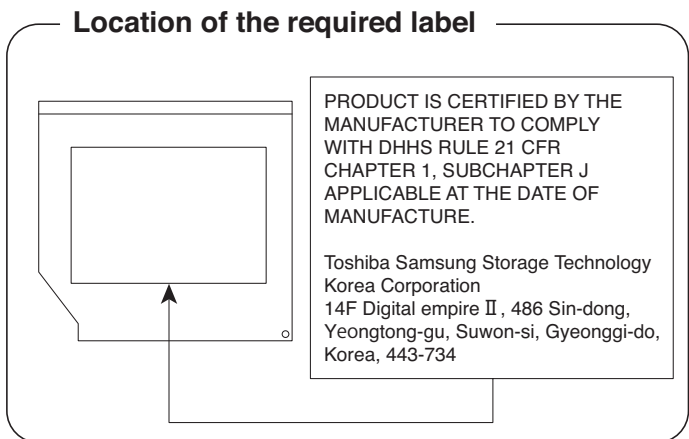 Location of the required label
PRODUCT IS CERTIFIED BY THE
MANUFACTURER TO COMPLY
WITH DHHS RULE 21 CFR
CHAPTER 1, SUBCHAPTER J
APPLICABLE AT THE DATE OF
MANUFACTURE.
Toshiba Samsung Storage Technology
Korea Corporation
14F Digital empire Ⅱ, 486 Sin-dong,
Yeongtong-gu, Suwon-si, Gyeonggi-do,
Korea, 443-734